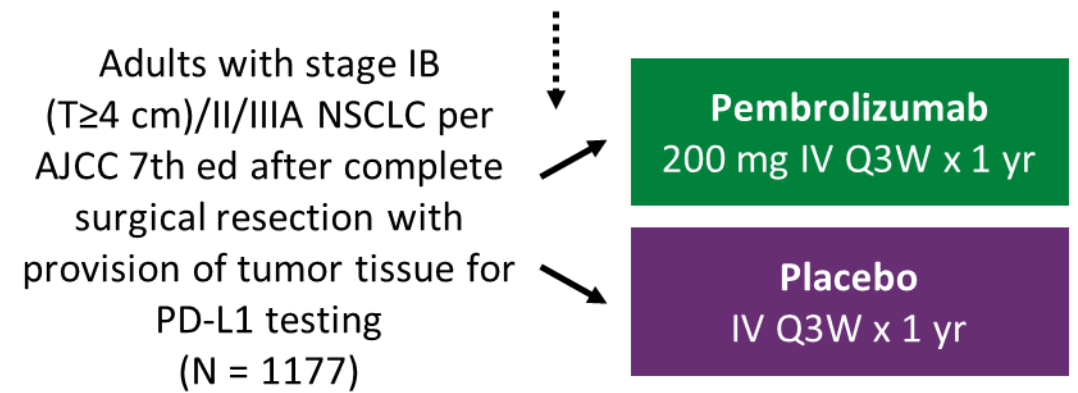 Adults with stage IB
(T≥4 cm)/II/IIIA NSCLC per
AJCC 7th ed after complete
surgical resection with
provision of tumor tissue for
PD-L1 testing
(N = 1177)
Pembrolizumab
200 mg IV Q3W x 1 yr
Placebo
IV Q3W x 1 yr